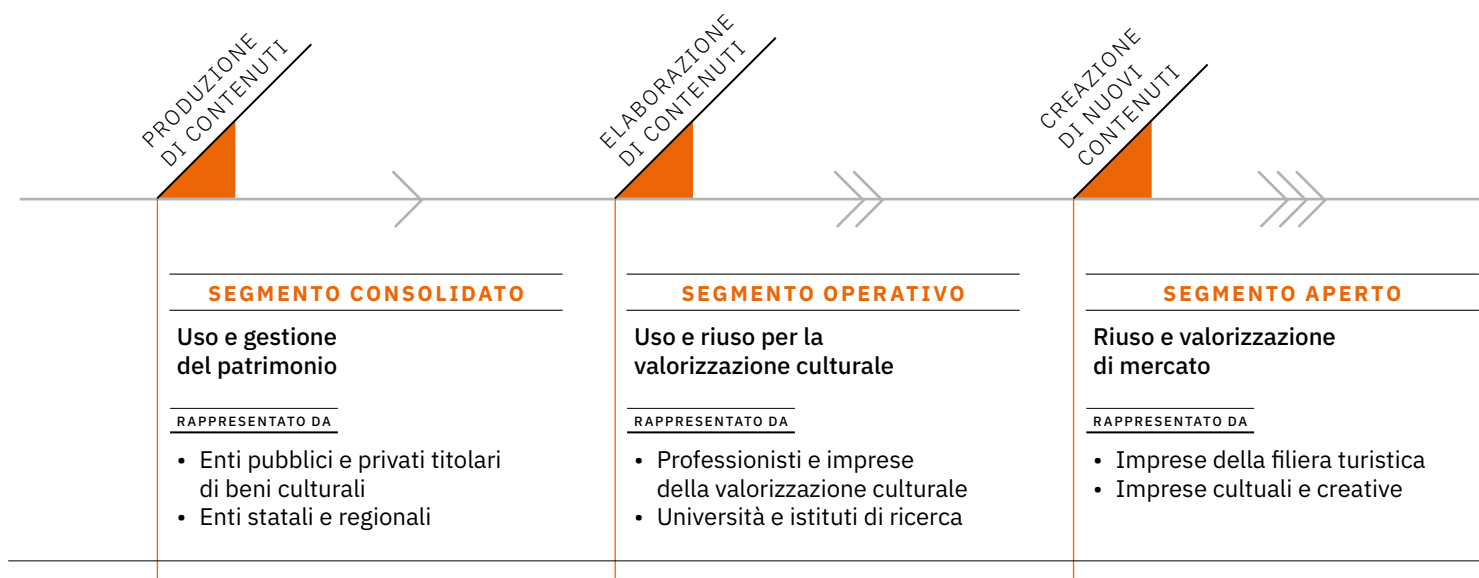 PRODUZIONE
DI CONTENUTI
ELABORAZIONE
DI CONTENUTI
CREAZIONE
DI NUOVI
CONTENUTI
SEGMENTO CONSOLIDATO
Uso e gestione
del patrimonio
RAPPRESENTATO DA
• Enti pubblici e privati titolari
di beni culturali
• Enti statali e regionali
SEGMENTO OPERATIVO
Uso e riuso per la
valorizzazione culturale
RAPPRESENTATO DA
• Professionisti e imprese
della valorizzazione culturale
• Università e istituti di ricerca
SEGMENTO APERTO
Riuso e valorizzazione
di mercato
RAPPRESENTATO DA
• Imprese della filiera turistica
• Imprese cultuali e creative